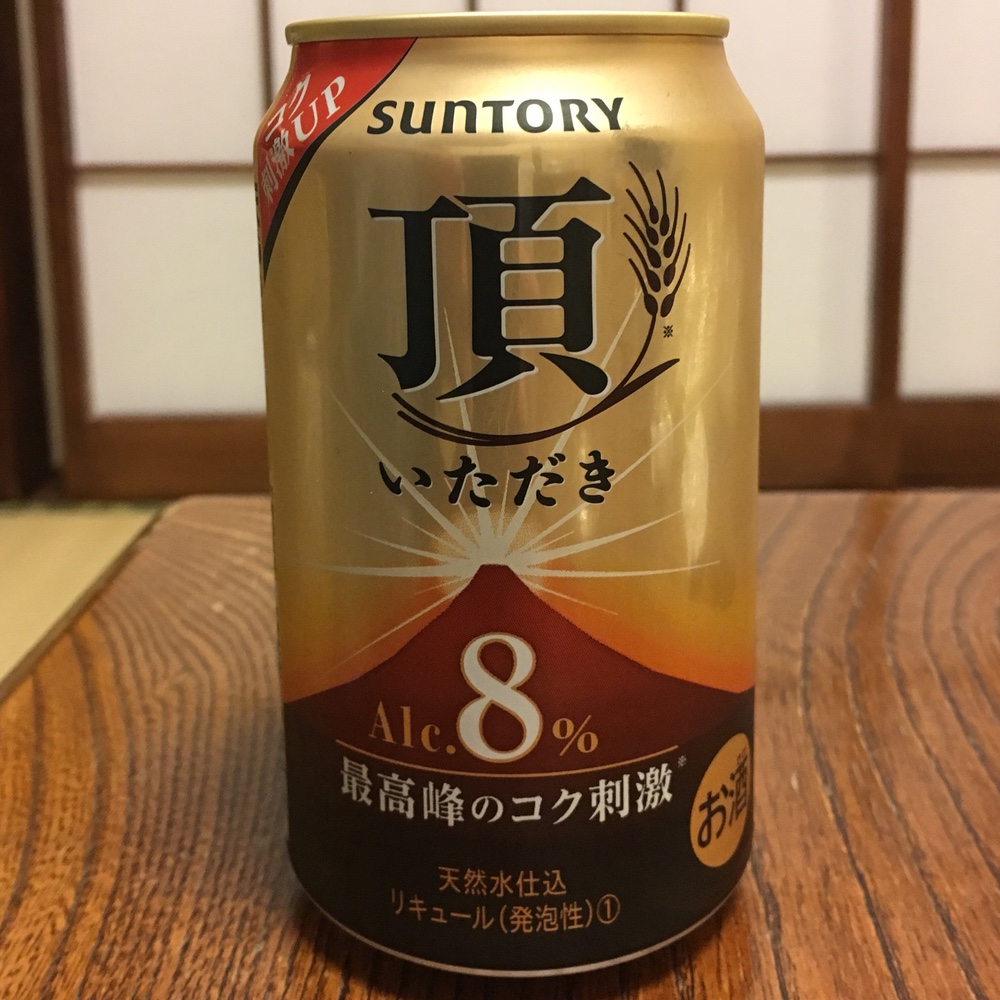 コク
刺激UP
SUNTORY
頂
※
いただき
Alc.8%
最高峰のコク刺激※
お酒
天然水仕込
リキュール(発泡性)①